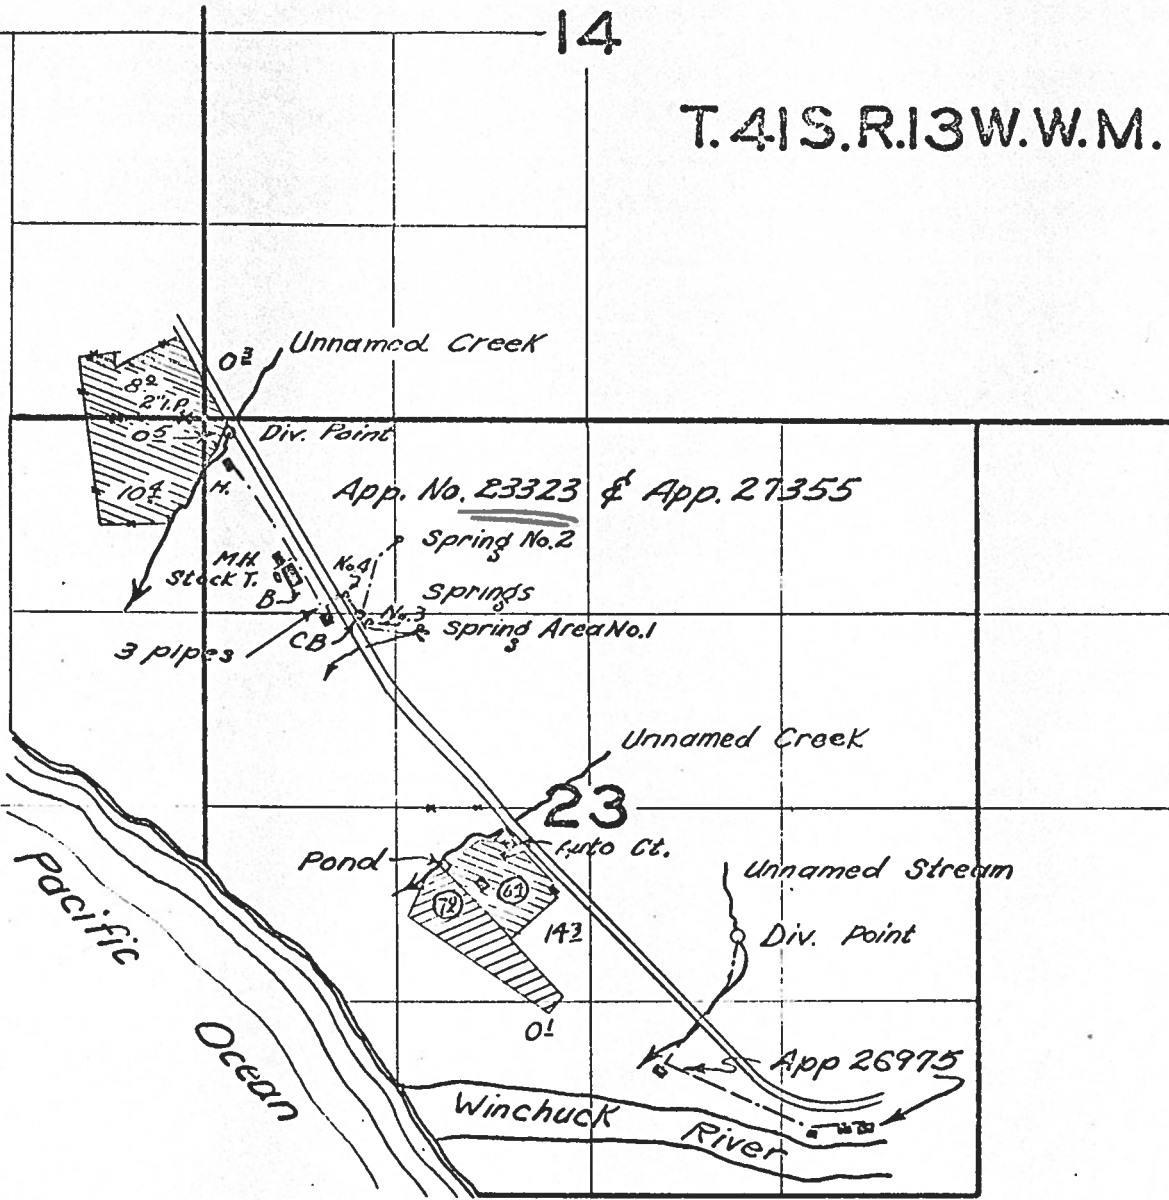 14
T.41S.R.13W.W.M.
Unnamed Creek
Div. Point
H.
App. No. 23323 & App. 27355
Spring No.2
M.H.
Stock T.
No.4
B
Springs
No.3
Spring Area No.1
3 pipes
CB
Unnamed Creek
23
Auto Ct.
Pond
Unnamed Stream
Div. Point
Pacific
Ocean
App 26975
Winchuck
River